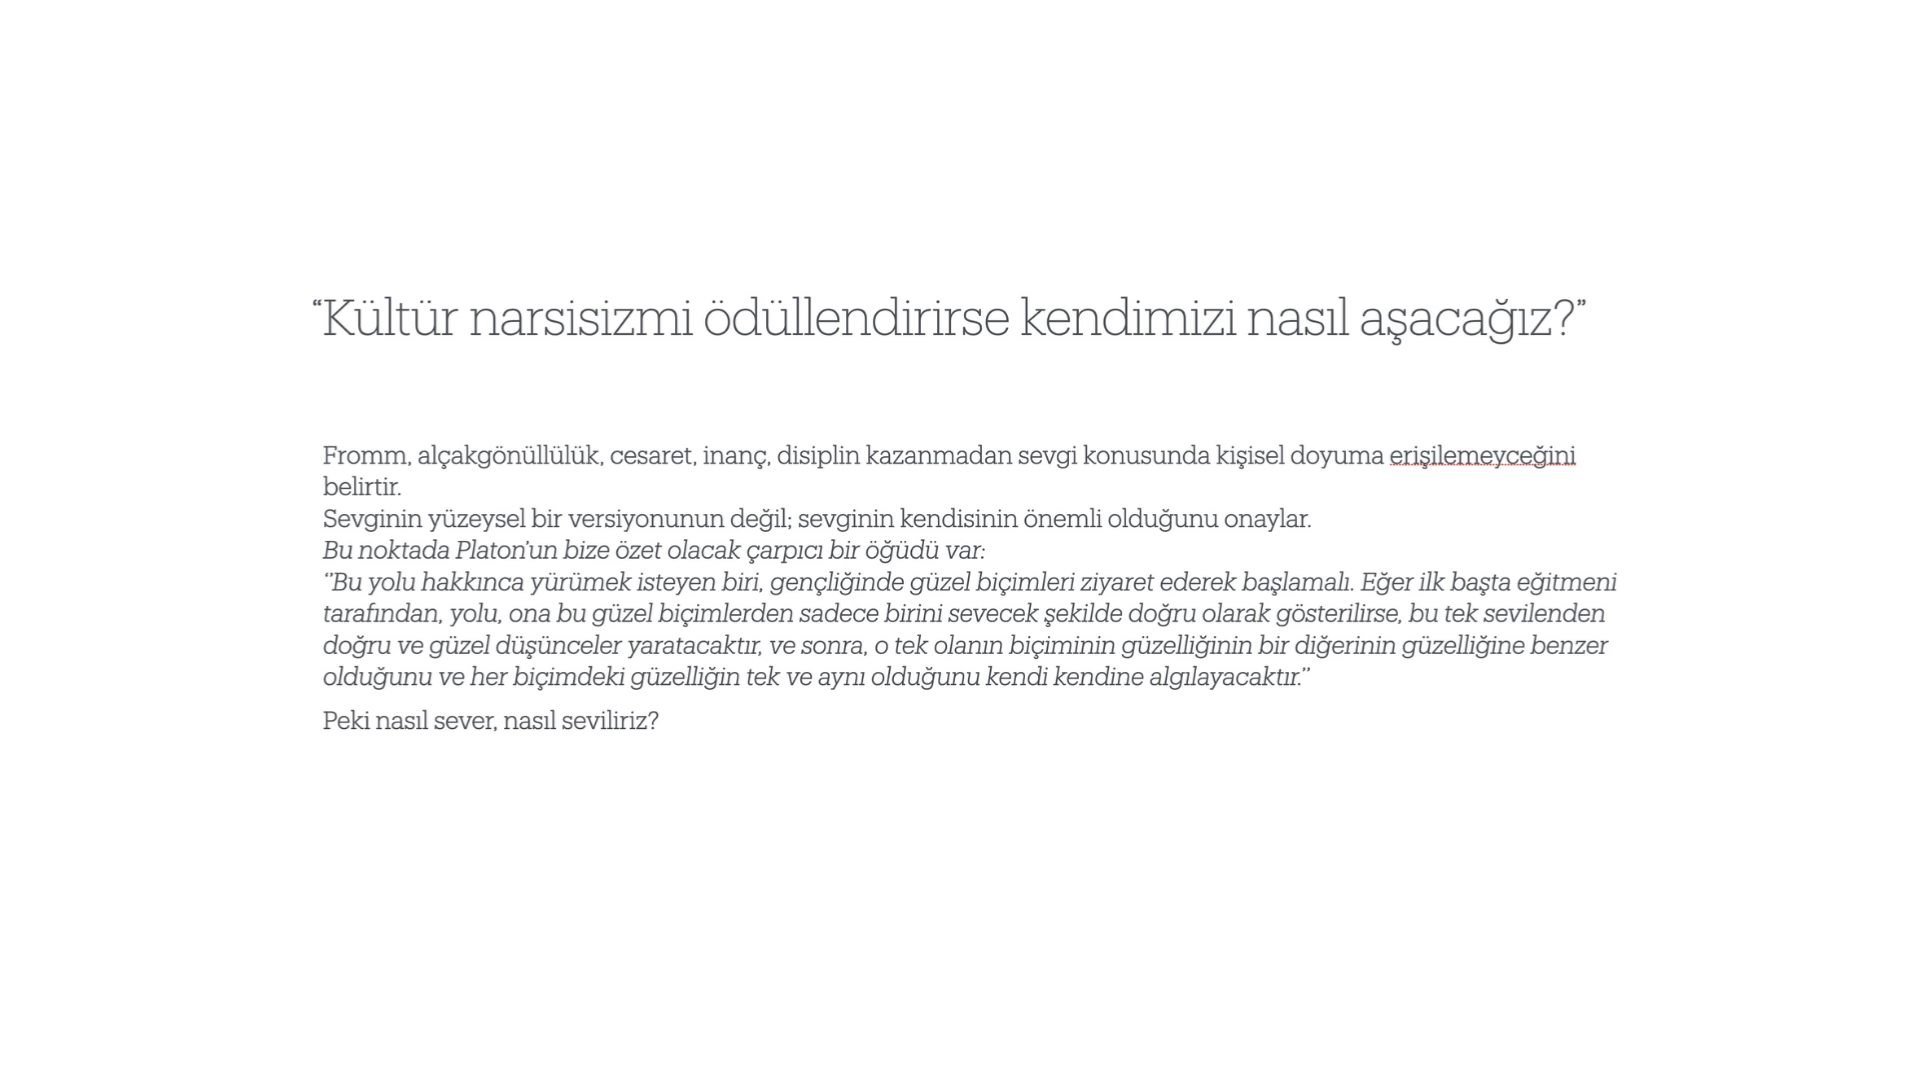 “Kültür narsisizmi ödüllendirirse kendimizi nasıl aşacağız?”
Fromm, alçakgönüllülük, cesaret, inanç, disiplin kazanmadan sevgi konusunda kişisel doyuma erişilemeyceğini
belirtir.
Sevginin yüzeysel bir versiyonunun değil; sevginin kendisinin önemli olduğunu onaylar.
Bu noktada Platon’un bize özet olacak çarpıcı bir öğüdü var:
‘’Bu yolu hakkınca yürümek isteyen biri, gençliğinde güzel biçimleri ziyaret ederek başlamalı. Eğer ilk başta eğitmeni
tarafından, yolu, ona bu güzel biçimlerden sadece birini sevecek şekilde doğru olarak gösterilirse, bu tek sevilenden
doğru ve güzel düşünceler yaratacaktır, ve sonra, o tek olanın biçiminin güzelliğinin bir diğerinin güzelliğine benzer
olduğunu ve her biçimdeki güzelliğin tek ve aynı olduğunu kendi kendine algılayacaktır.’’
Peki nasıl sever, nasıl seviliriz?